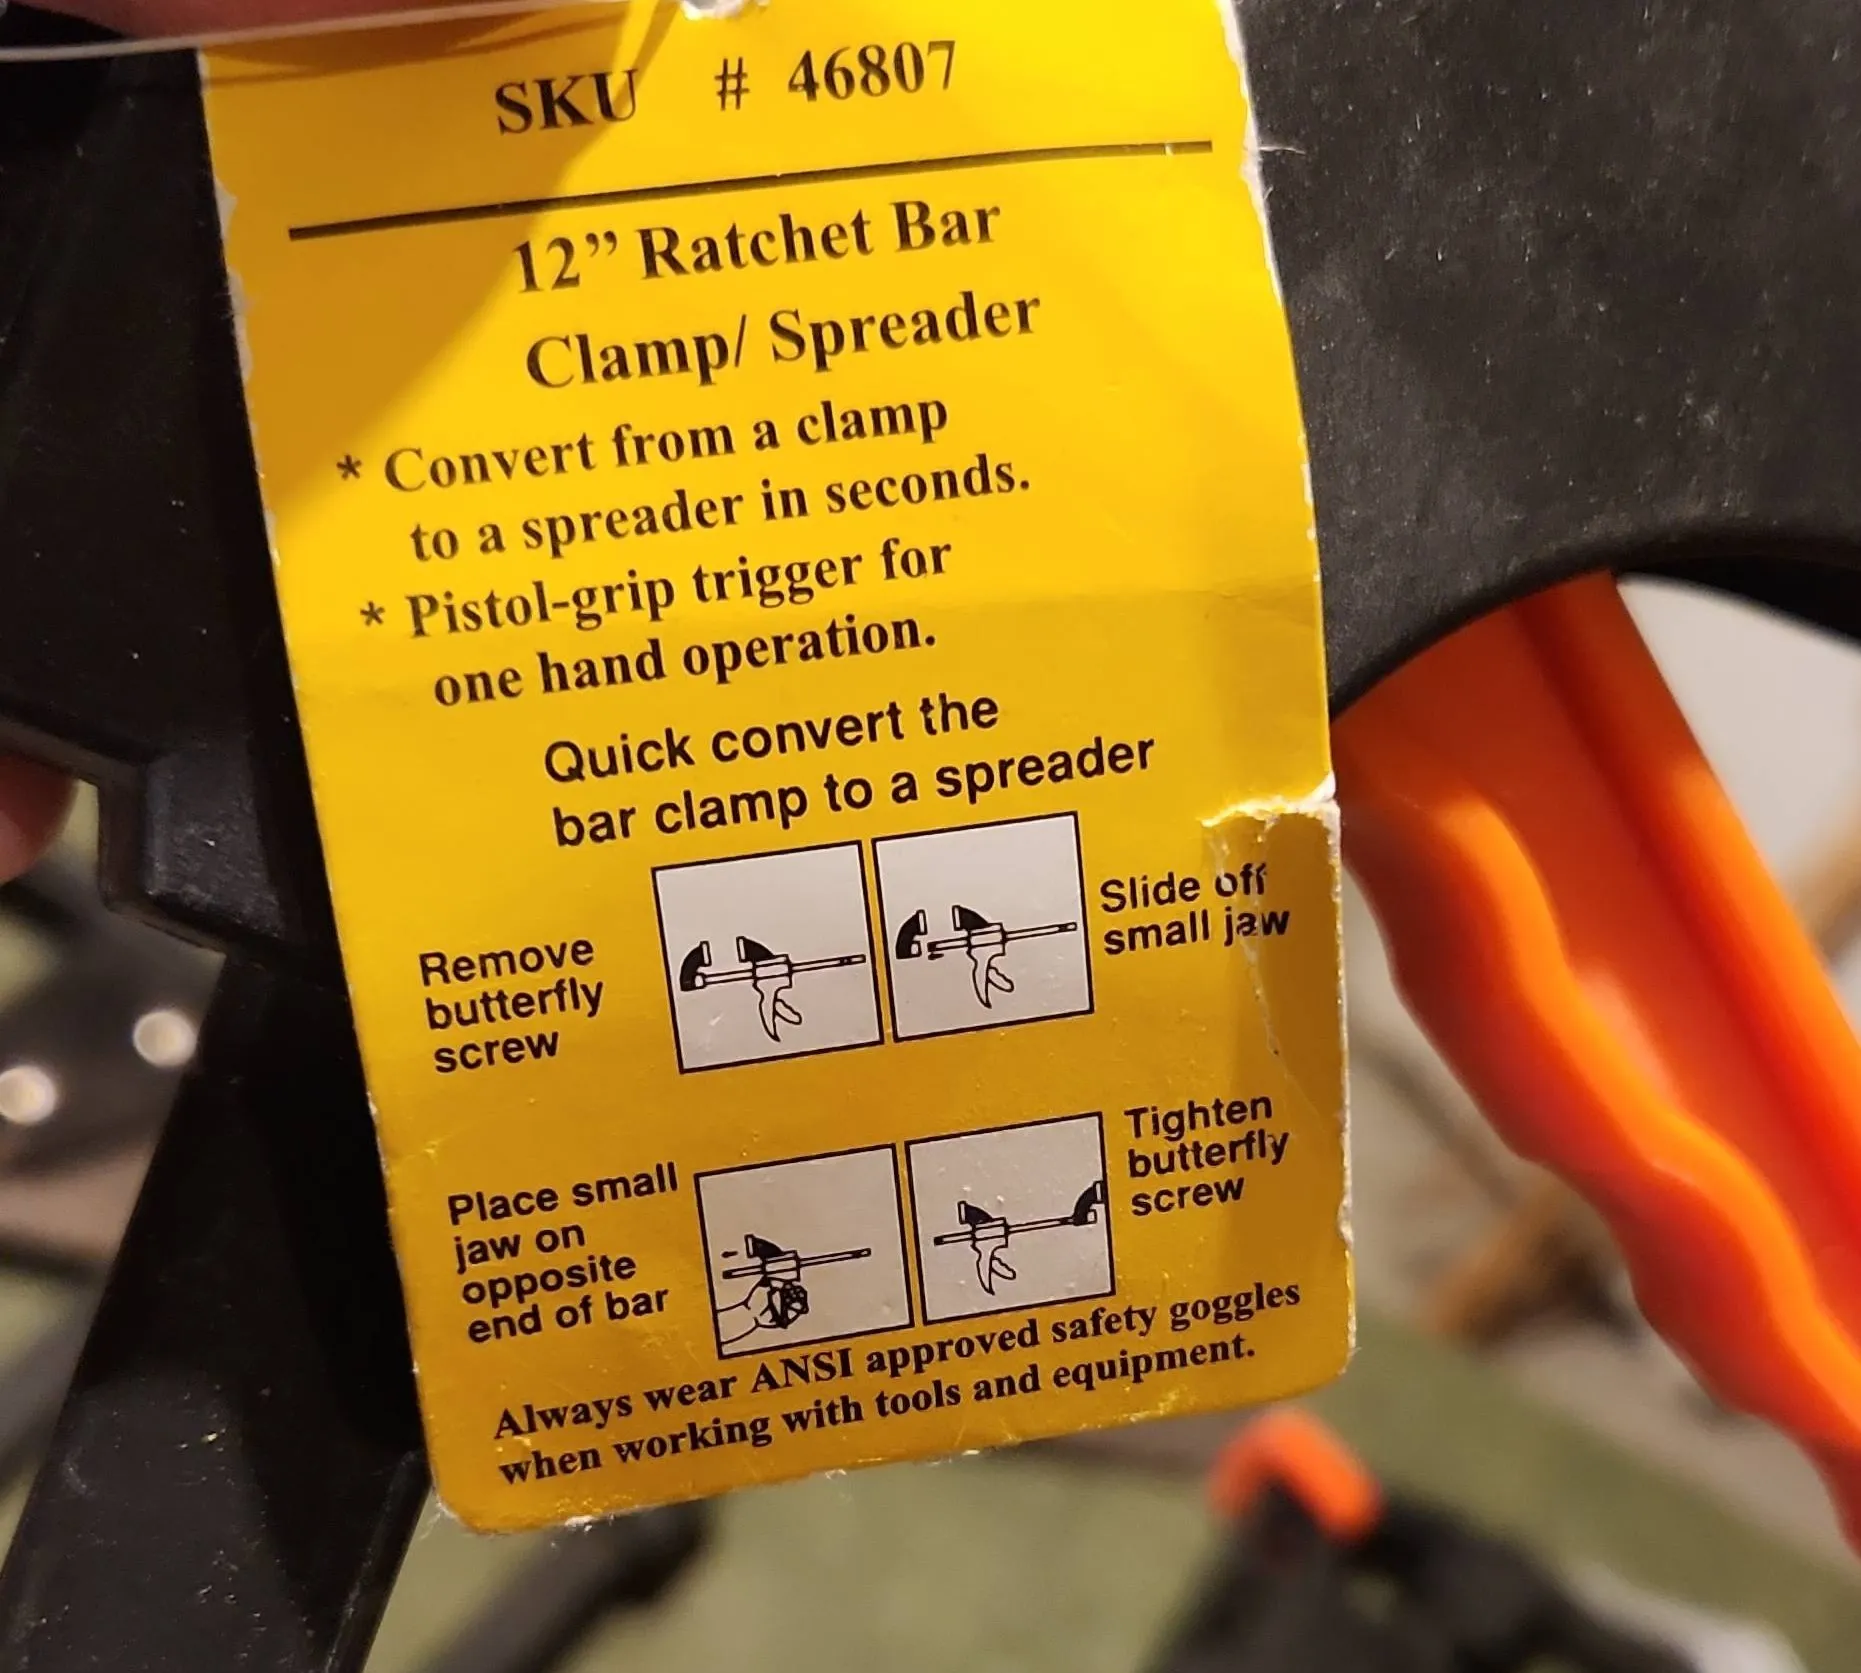 SKU # 46807
12” Ratchet Bar
Clamp/ Spreader
* Convert from a clamp
to a spreader in seconds.
* Pistol-grip trigger for
one hand operation.
Quick convert the
bar clamp to a spreader
Remove
butterfly
screw
Slide off
small jaw
Place small
jaw on
opposite
end of bar
Tighten
butterfly
screw
Always wear ANSI approved safety goggles
when working with tools and equipment.